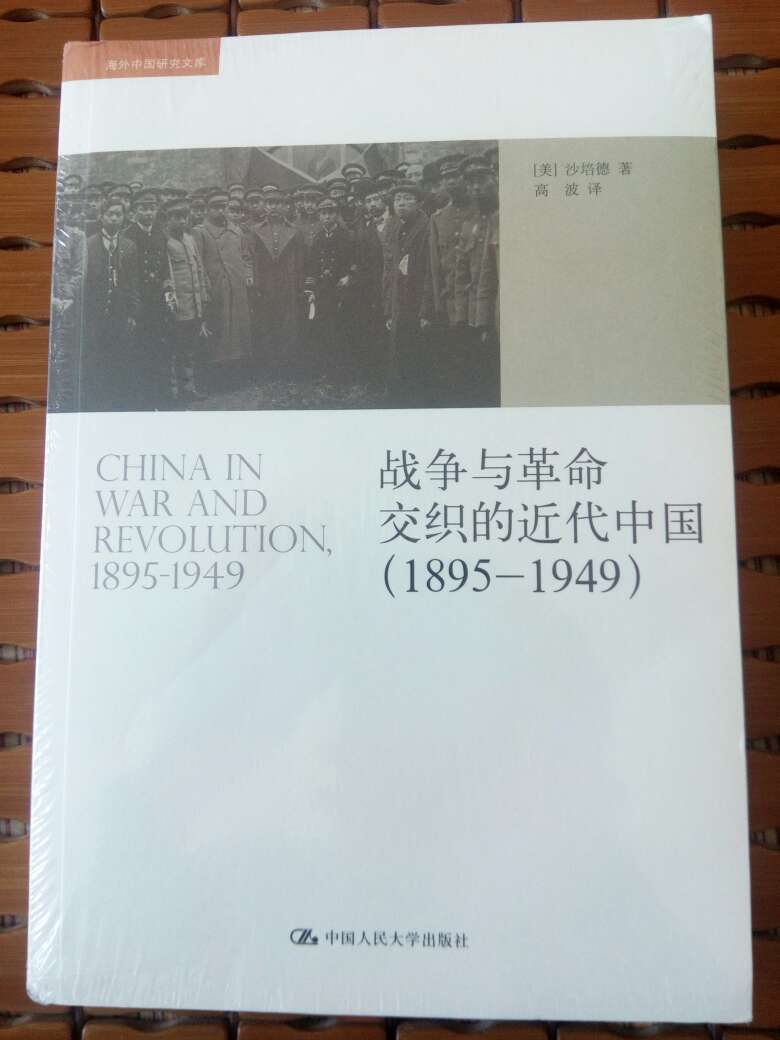 海外中国研究文库
[美] 沙培德 著
高 波 译
CHINA IN
WAR AND
REVOLUTION,
1895-1949
战争与革命
交织的近代中国
(1895—1949)
中国人民大学出版社